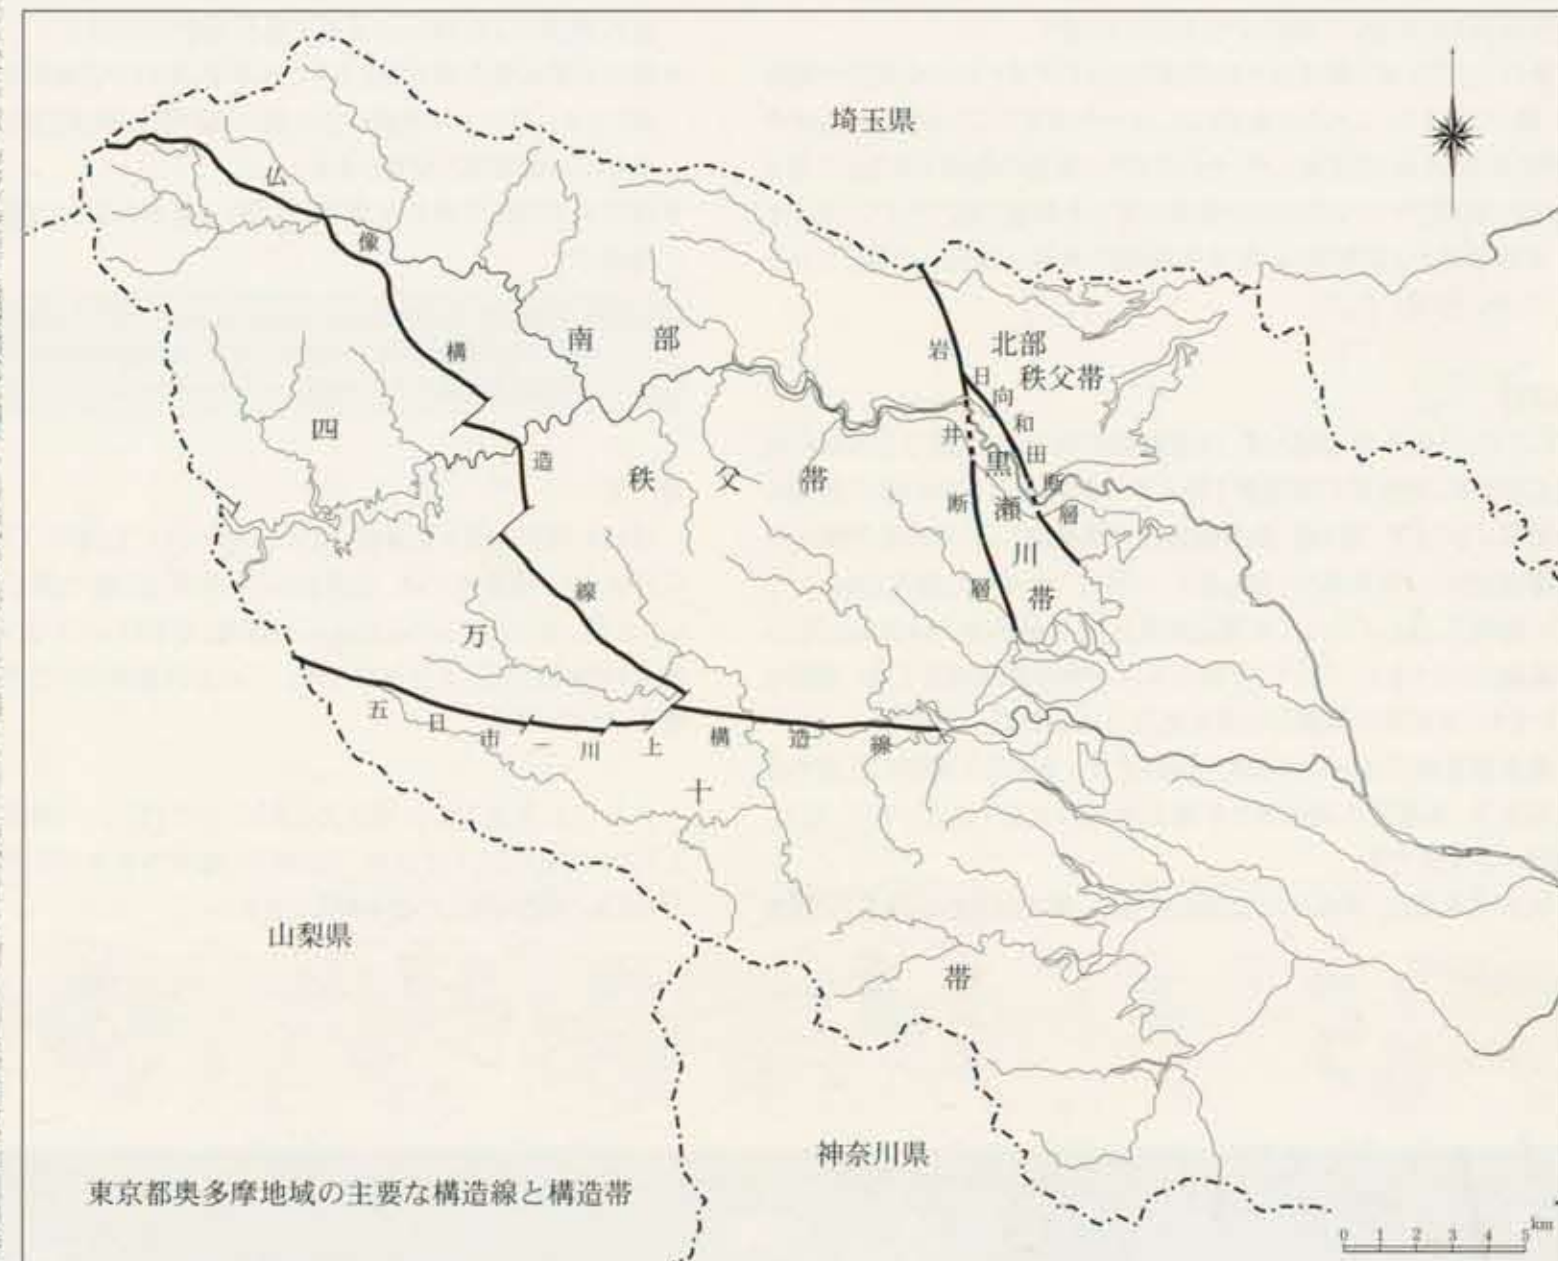 埼玉県
仏像構造線
南部
秩父帯
北部
秩父帯
岩井断層
日向和田断層
黒瀬川帯
四万十帯
五日市－川上構造線
山梨県
神奈川県
東京都奥多摩地域の主要な構造線と構造帯
0 1 2 3 4 5 km